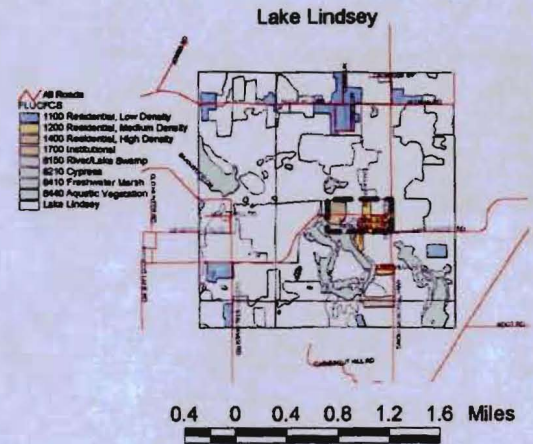 Lake Lindsey
All Roads
FLUCFCS
1100 Residential, Low Density
1200 Residential, Medium Density
1400 Residential, High Density
1700 Institutional
6150 River/Lake Swamp
6210 Cypress
6410 Freshwater Marsh
6440 Aquatic Vegetation
Lake Lindsey
RD
RD
0.4 0 0.4 0.8 1.2 1.6 Miles